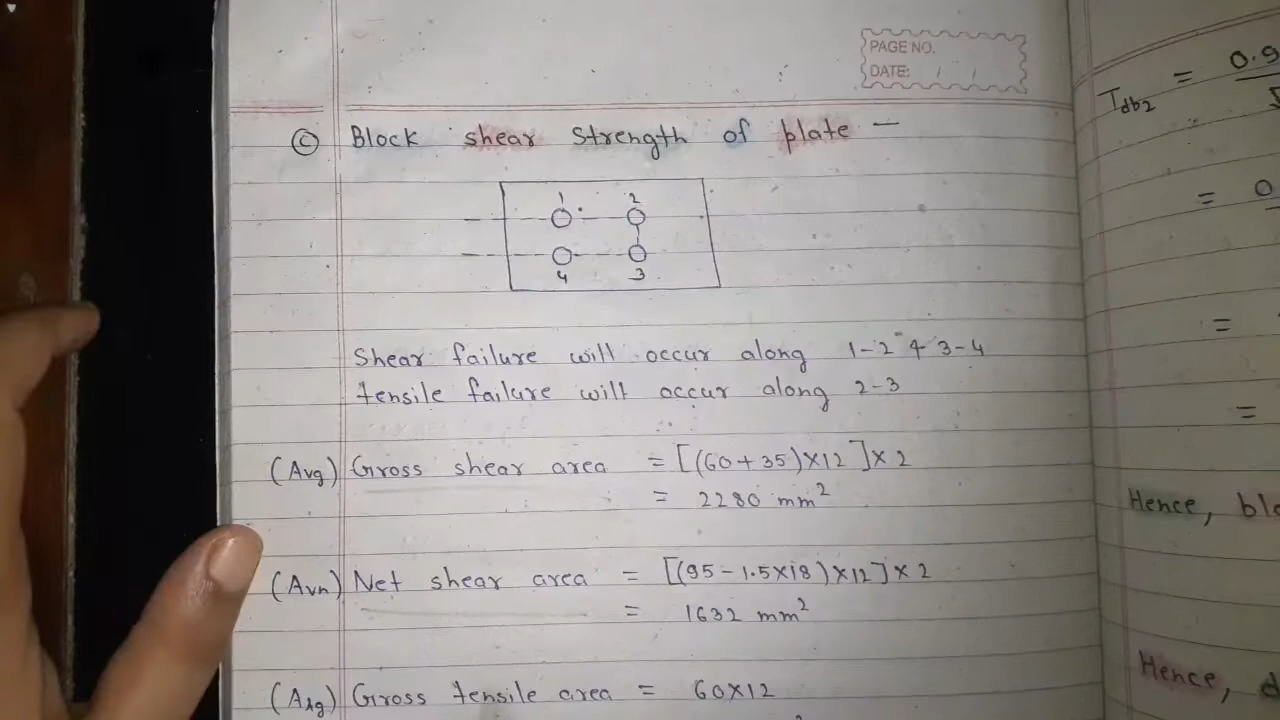 PAGE NO.
DATE: / /
(C) Block shear Strength of plate —
1 2
4 3
Shear failure will occur along 1-2 & 3-4
tensile failure will occur along 2-3
(Avg) Gross shear area = [(60+35)×12]×2
= 2280 mm²
(Avn) Net shear area = [(95-1.5×18)×12]×2
= 1632 mm²
(Atg) Gross tensile area = 60×12
Tdb2 = 0.9
= 0
=
=
Hence,
Hence,